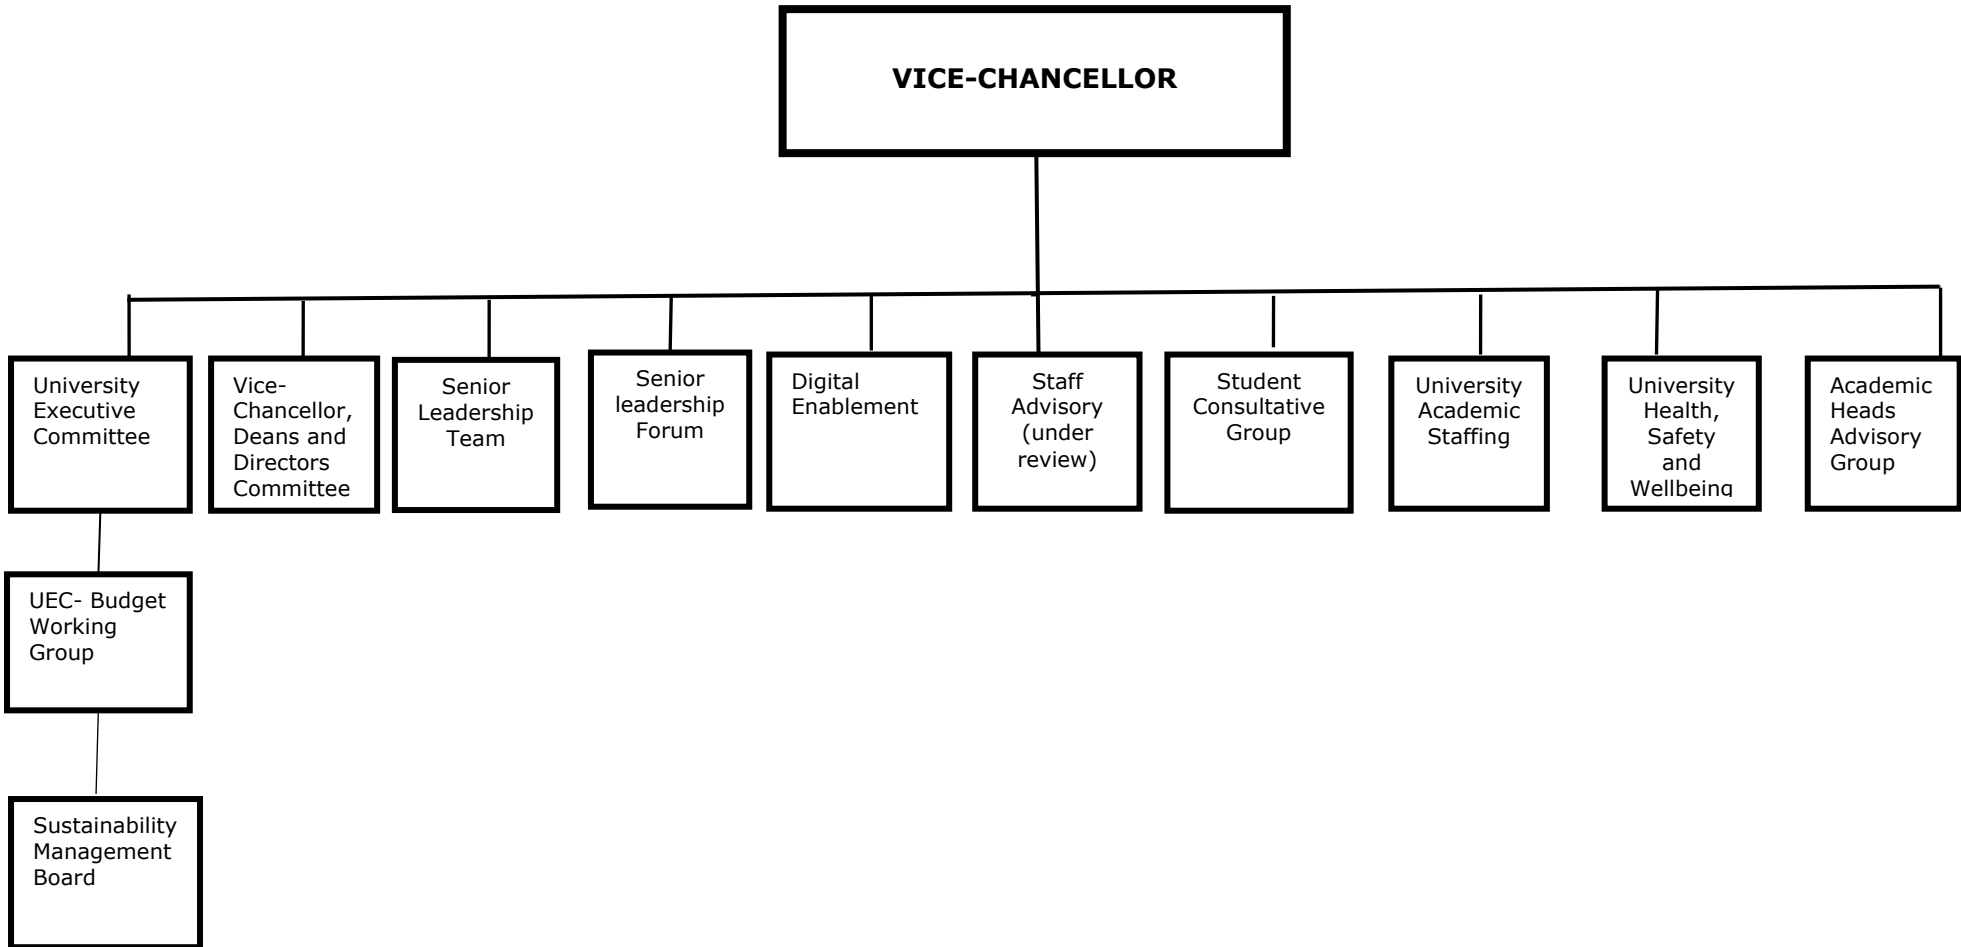 VICE-CHANCELLOR
University
Executive
Committee
Vice-
Chancellor,
Deans and
Directors
Committee
Senior
Leadership
Team
Senior
leadership
Forum
Digital
Enablement
Staff
Advisory
(under
review)
Student
Consultative
Group
University
Academic
Staffing
University
Health,
Safety
and
Wellbeing
Academic
Heads
Advisory
Group
UEC- Budget
Working
Group
Sustainability
Management
Board